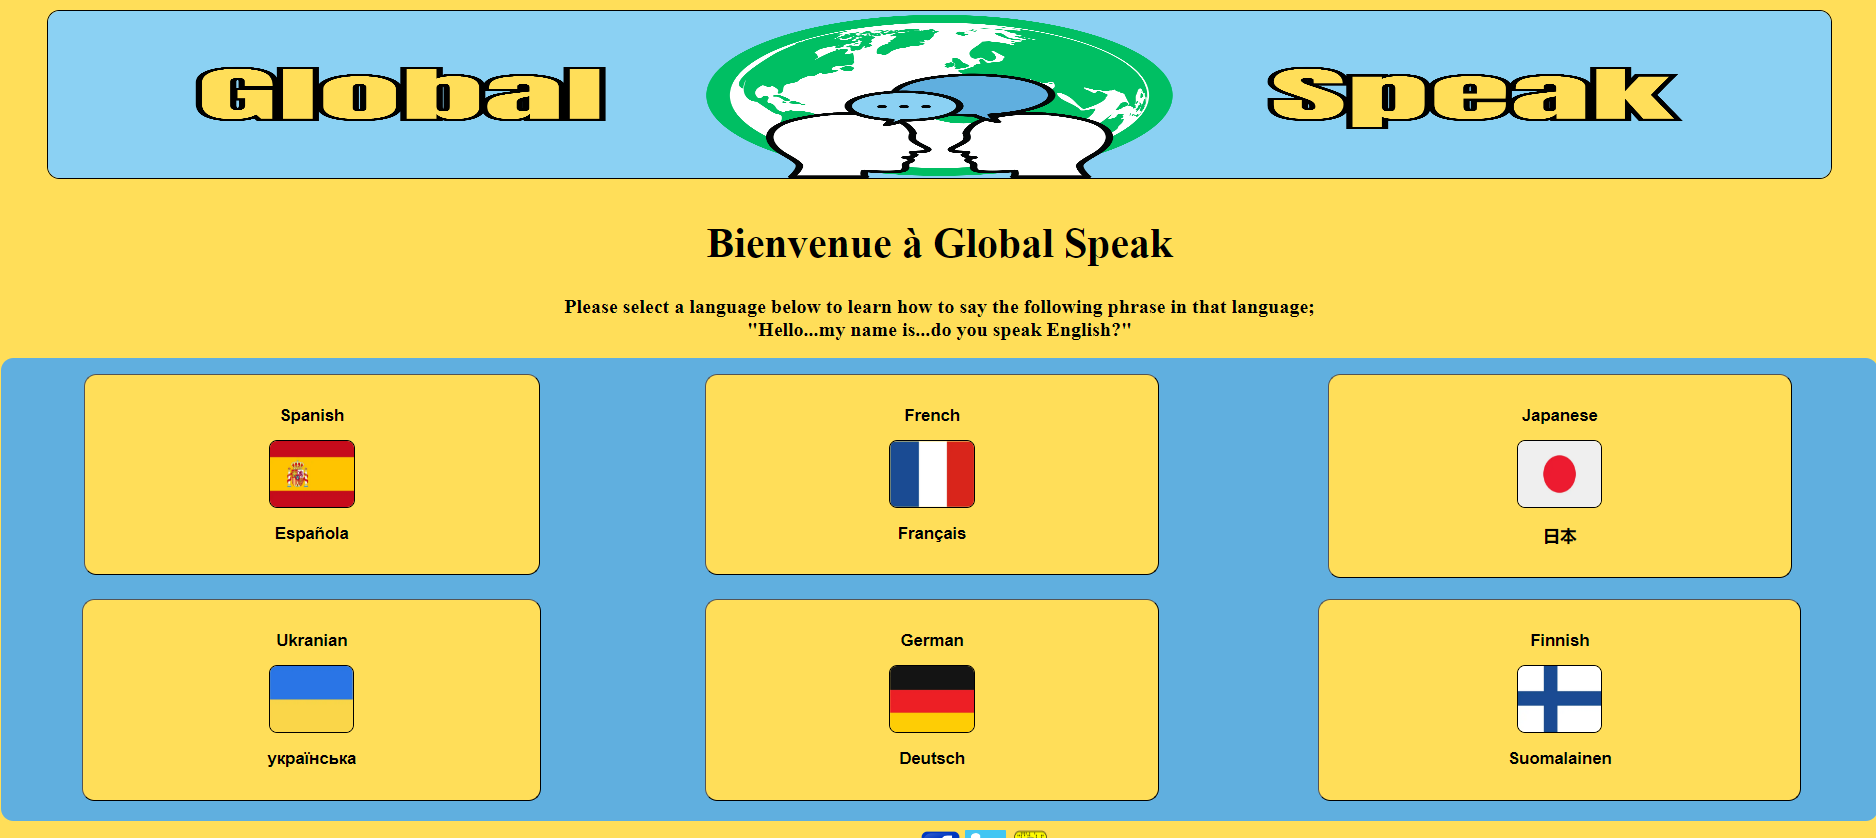 Global Speak
Bienvenue à Global Speak
Please select a language below to learn how to say the following phrase in that language;
"Hello...my name is...do you speak English?"
Spanish
Española
French
Français
Japanese
日本
Ukranian
українська
German
Deutsch
Finnish
Suomalainen